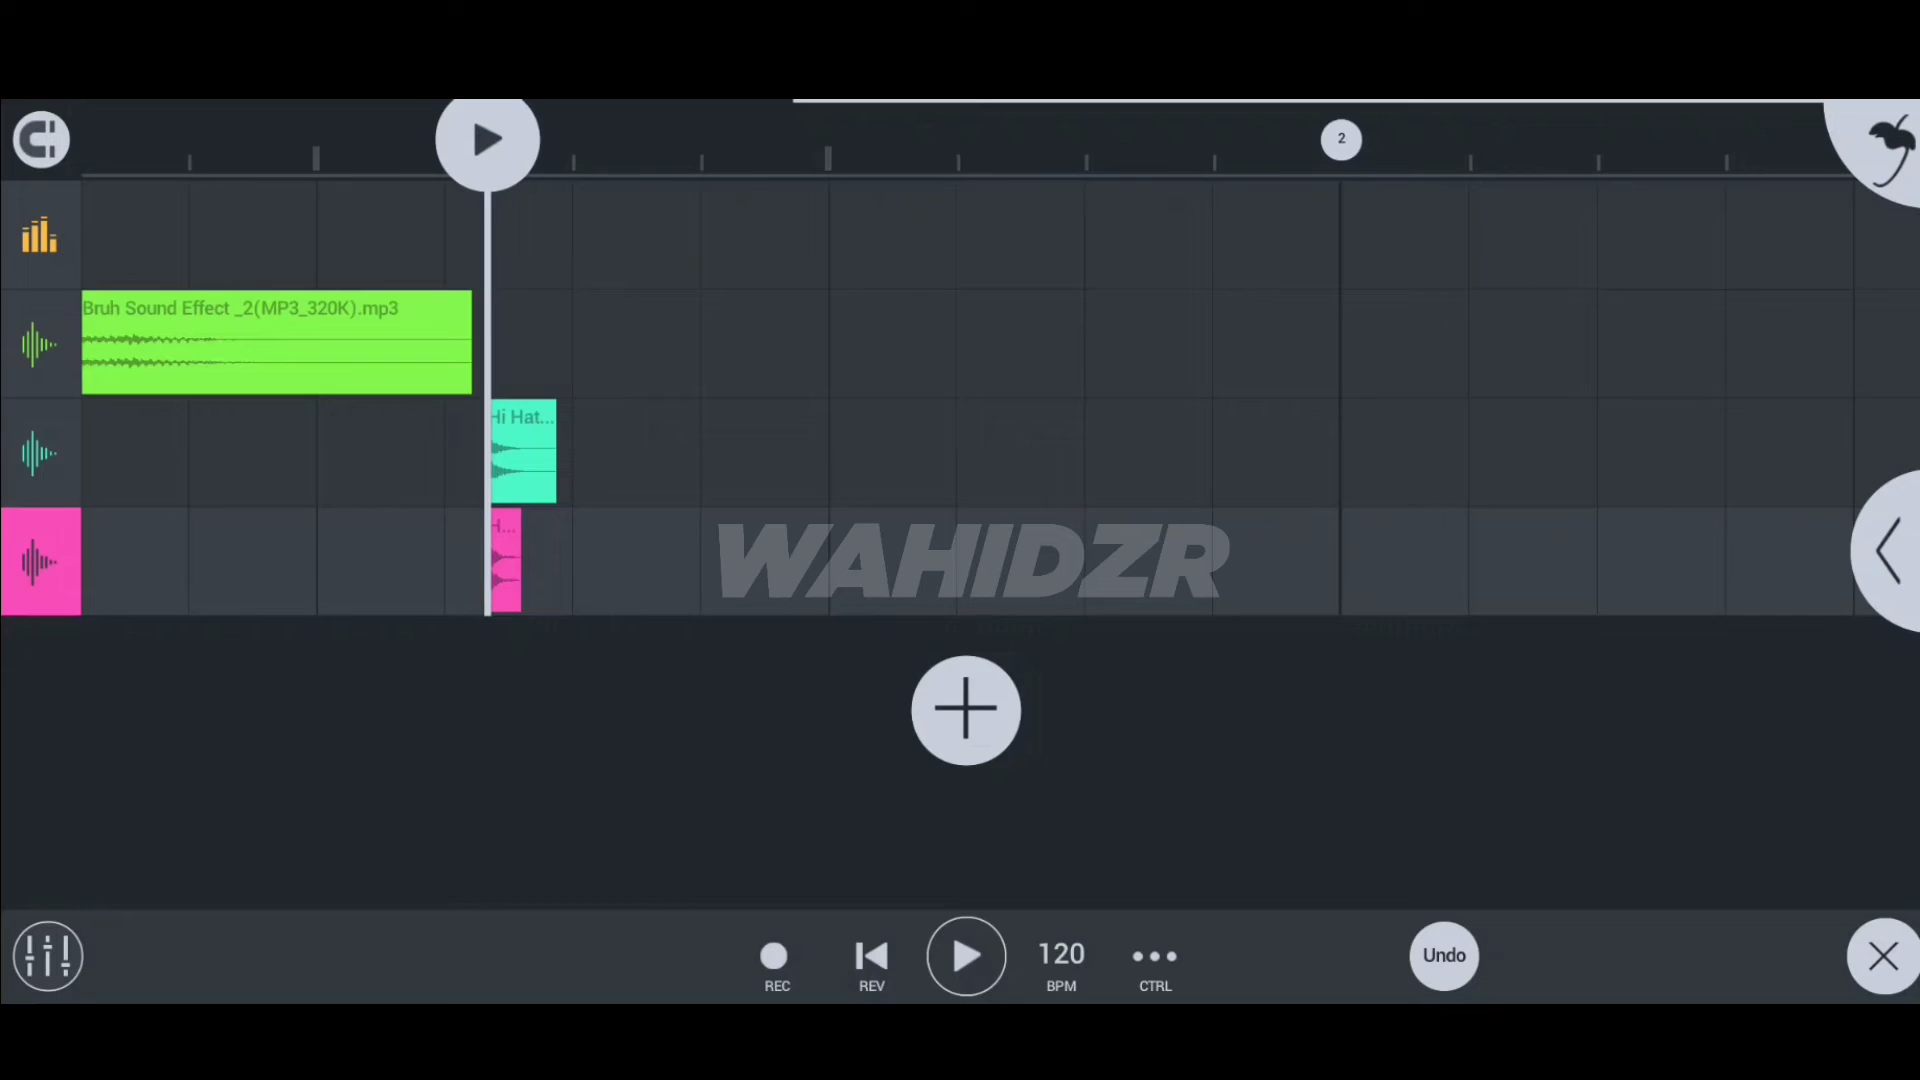 2
Bruh Sound Effect _2(MP3_320K).mp3
Hi Hat...
H...
WAHIDZR
120
Undo
REC
REV
BPM
CTRL